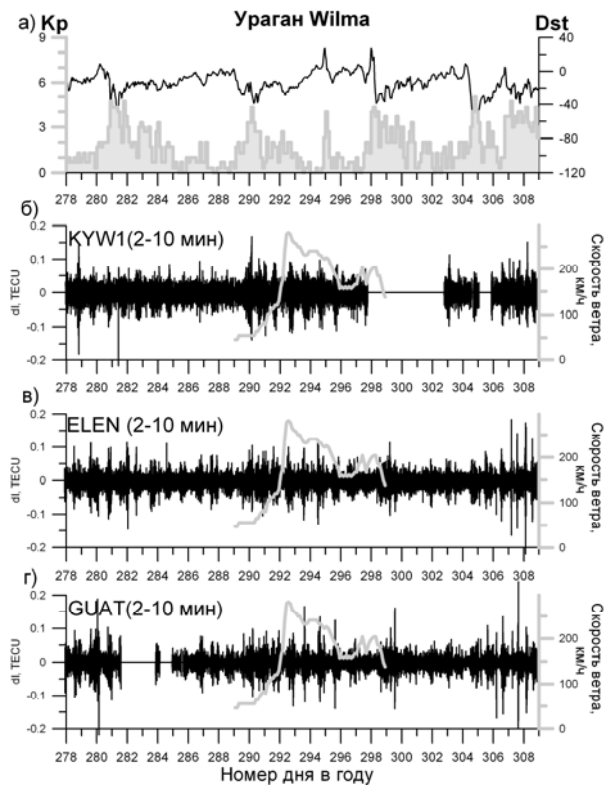 Ураган Wilma
а) Kp Dst
9 6 3 0
40 0 -40 -80 -120
278 280 282 284 286 288 290 292 294 296 298 300 302 304 306 308
б)
KYW1(2-10 мин)
dI, TECU
0.2 0.1 0 -0.1 -0.2
200 100 0
Скорость ветра,
км/ч
278 280 282 284 286 288 290 292 294 296 298 300 302 304 306 308
в)
ELEN (2-10 мин)
dI, TECU
0.2 0.1 0 -0.1 -0.2
200 100 0
Скорость ветра,
км/ч
278 280 282 284 286 288 290 292 294 296 298 300 302 304 306 308
г)
GUAT(2-10 мин)
dI, TECU
0.2 0.1 0 -0.1 -0.2
200 100 0
Скорость ветра,
км/ч
278 280 282 284 286 288 290 292 294 296 298 300 302 304 306 308
Номер дня в году